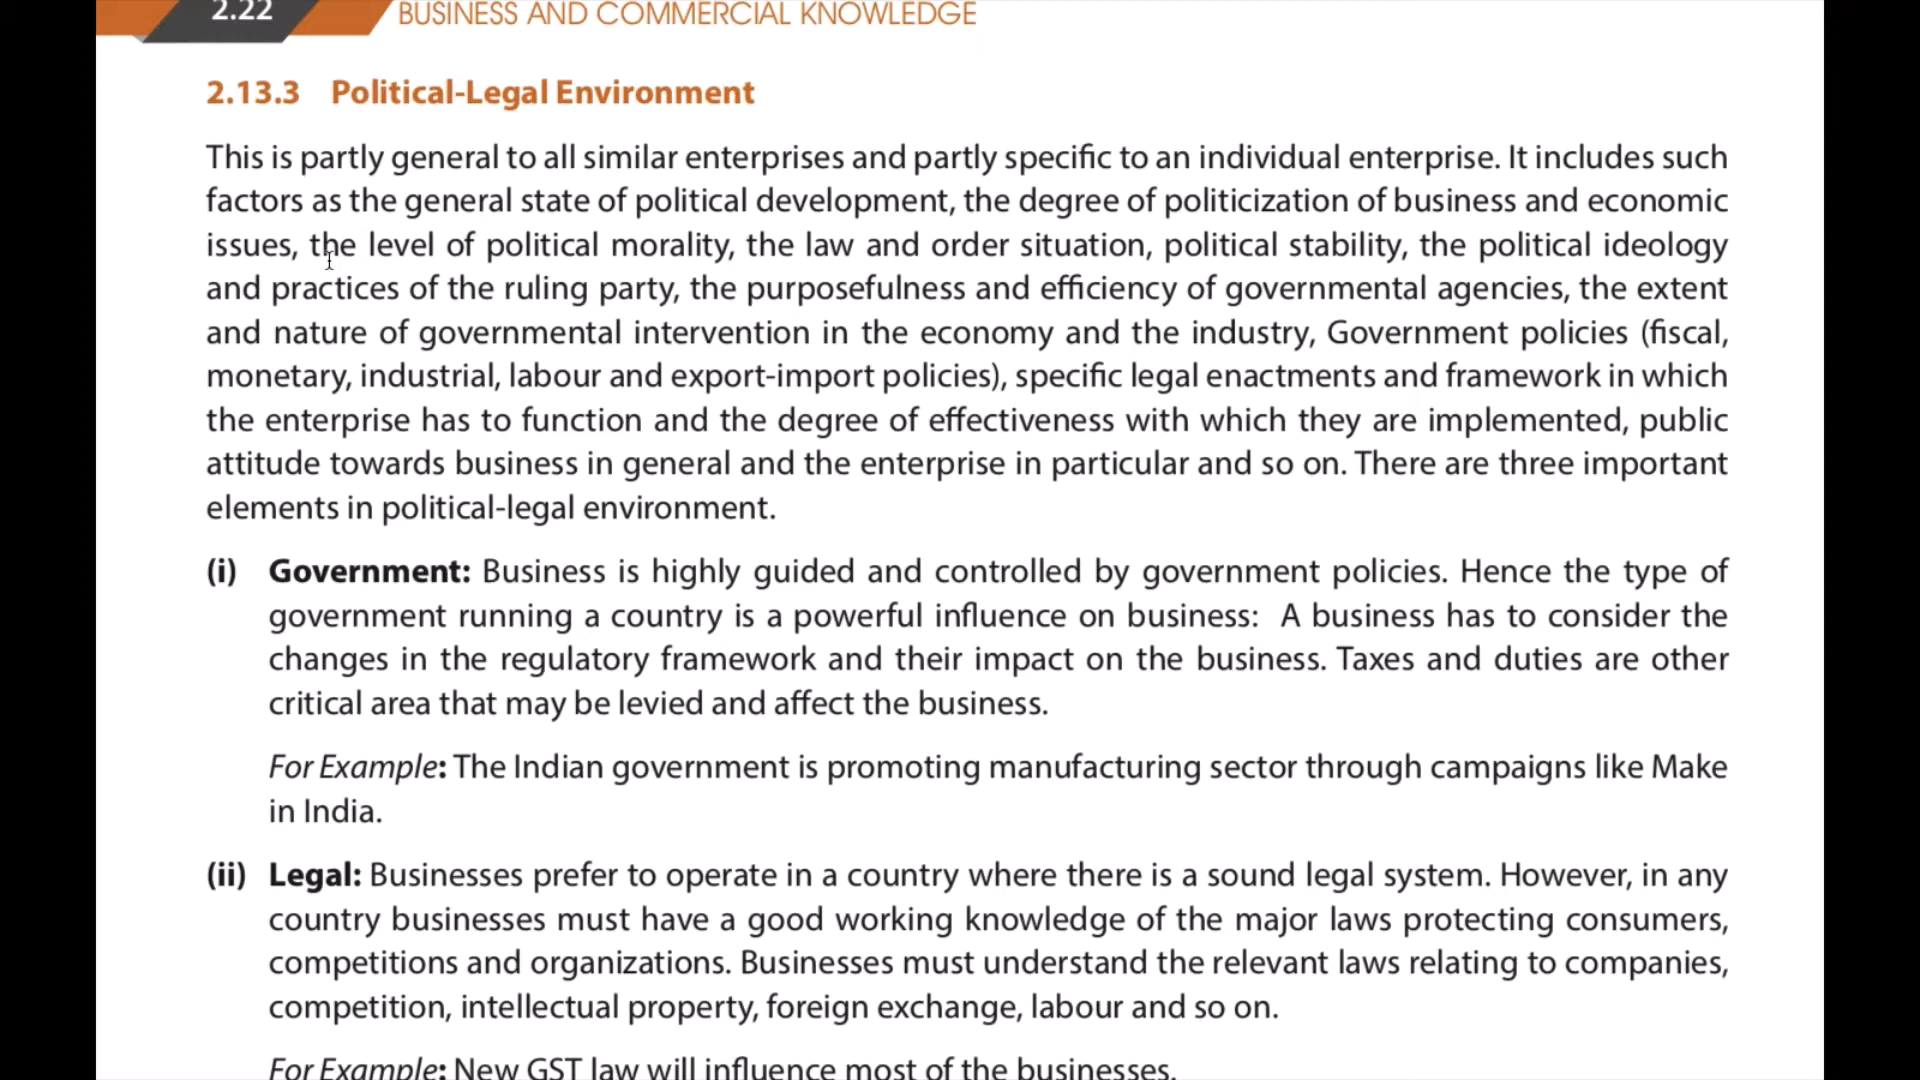 2.22
BUSINESS AND COMMERCIAL KNOWLEDGE
2.13.3 Political-Legal Environment
This is partly general to all similar enterprises and partly specific to an individual enterprise. It includes such
factors as the general state of political development, the degree of politicization of business and economic
issues, the level of political morality, the law and order situation, political stability, the political ideology
and practices of the ruling party, the purposefulness and efficiency of governmental agencies, the extent
and nature of governmental intervention in the economy and the industry, Government policies (fiscal,
monetary, industrial, labour and export-import policies), specific legal enactments and framework in which
the enterprise has to function and the degree of effectiveness with which they are implemented, public
attitude towards business in general and the enterprise in particular and so on. There are three important
elements in political-legal environment.
(i) Government: Business is highly guided and controlled by government policies. Hence the type of
government running a country is a powerful influence on business: A business has to consider the
changes in the regulatory framework and their impact on the business. Taxes and duties are other
critical area that may be levied and affect the business.
For Example: The Indian government is promoting manufacturing sector through campaigns like Make
in India.
(ii) Legal: Businesses prefer to operate in a country where there is a sound legal system. However, in any
country businesses must have a good working knowledge of the major laws protecting consumers,
competitions and organizations. Businesses must understand the relevant laws relating to companies,
competition, intellectual property, foreign exchange, labour and so on.
For Example: New GST law will influence most of the businesses.